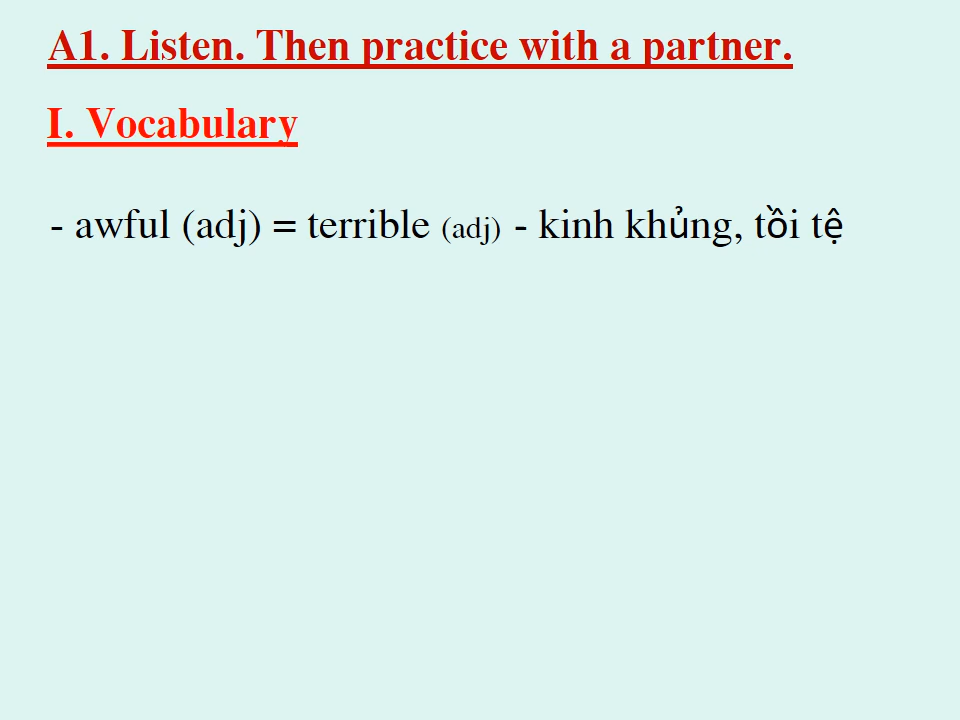 A1. Listen. Then practice with a partner.
I. Vocabulary
- awful (adj) = terrible (adj) - kinh khủng, tồi tệ